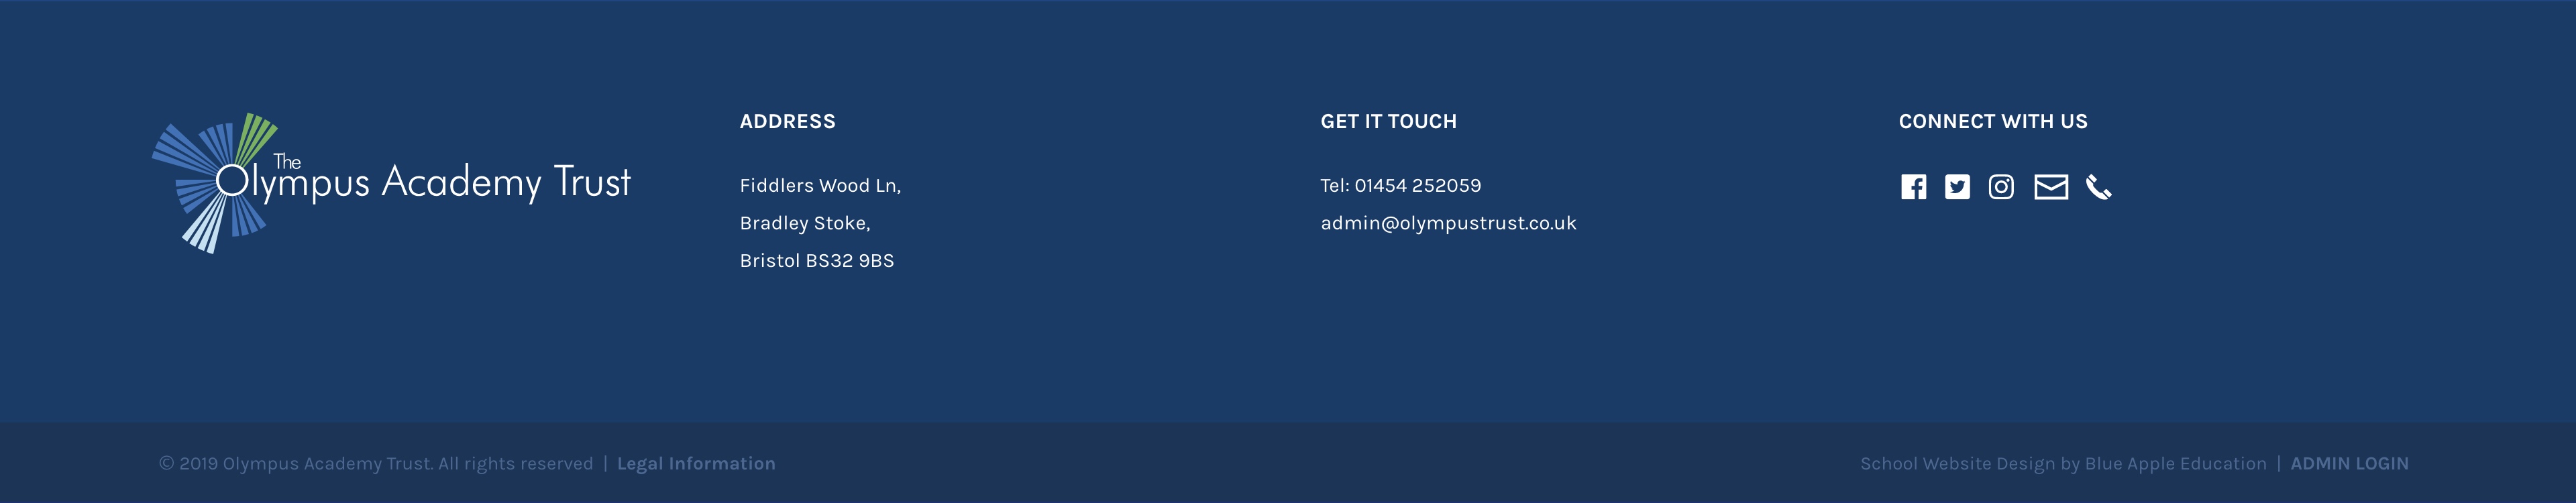 The
Olympus Academy Trust
ADDRESS
Fiddlers Wood Ln,
Bradley Stoke,
Bristol BS32 9BS
GET IT TOUCH
Tel: 01454 252059
admin@olympustrust.co.uk
CONNECT WITH US
© 2019 Olympus Academy Trust. All rights reserved | Legal Information
School Website Design by Blue Apple Education | ADMIN LOGIN